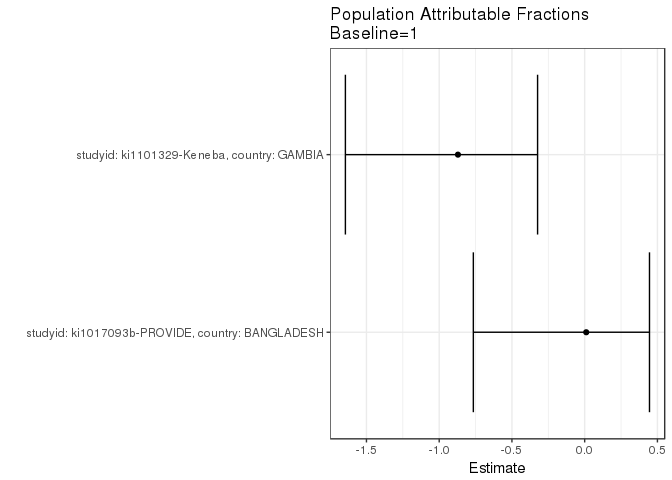 Population Attributable Fractions
Baseline=1
studyid: ki1101329-Keneba, country: GAMBIA
studyid: ki1017093b-PROVIDE, country: BANGLADESH
-1.5 -1.0 -0.5 0.0 0.5
Estimate